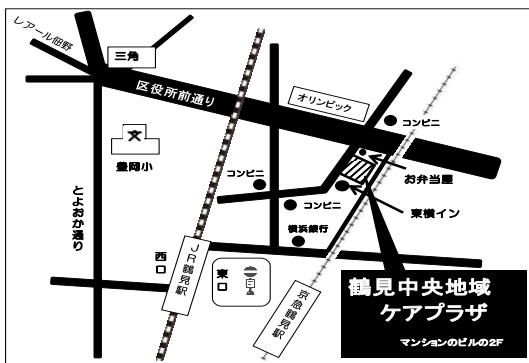 レアール佃野
三角
区役所前通り
オリンピック
コンビニ
文
豊岡小
コンビニ
お弁当屋
とよおか通り
コンビニ
東横イン
横浜銀行
西口
JR鶴見駅
東口
京急鶴見駅
鶴見中央地域
ケアプラザ
マンションのビルの2F